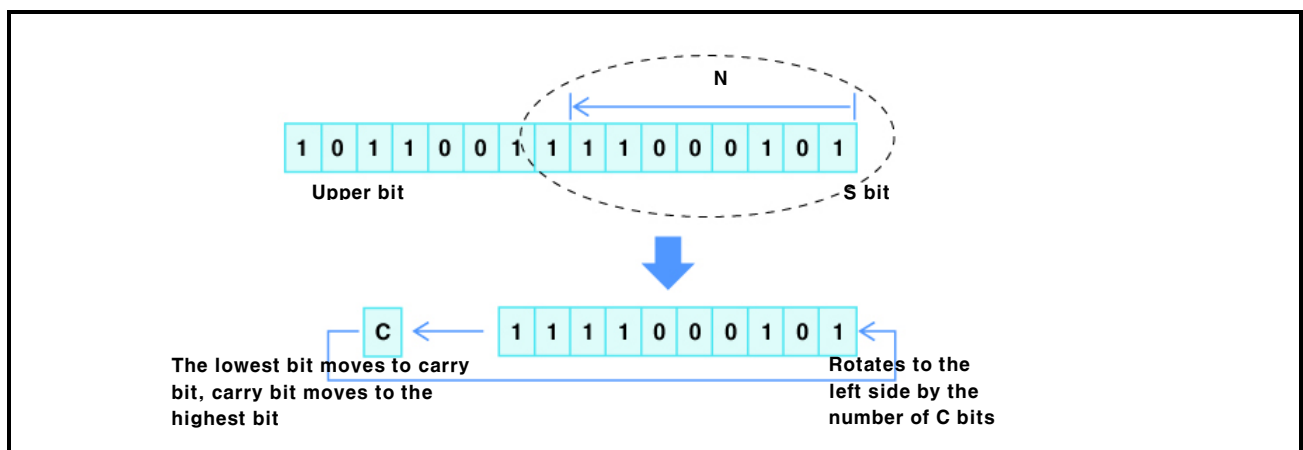 N
1 0 1 1 0 0 1 1 1 1 0 0 0 1 0 1
Upper bit
S bit
C
1 1 1 1 0 0 0 1 0 1
The lowest bit moves to carry
bit, carry bit moves to the
highest bit
Rotates to the
left side by the
number of C bits